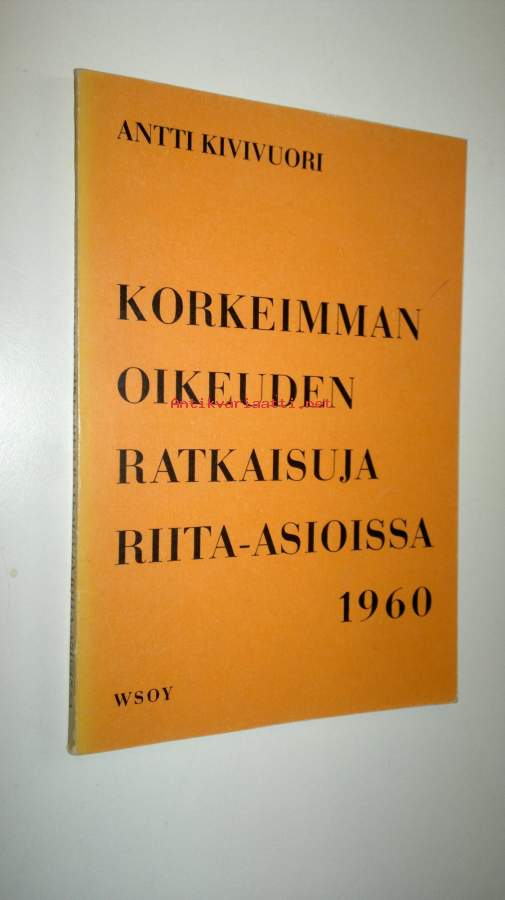 ANTTI KIVIVUORI
KORKEIMMAN
OIKEUDEN
Antikvariaatti.net
RATKAISUJA
RIITA-ASIOISSA
1960
WSOY